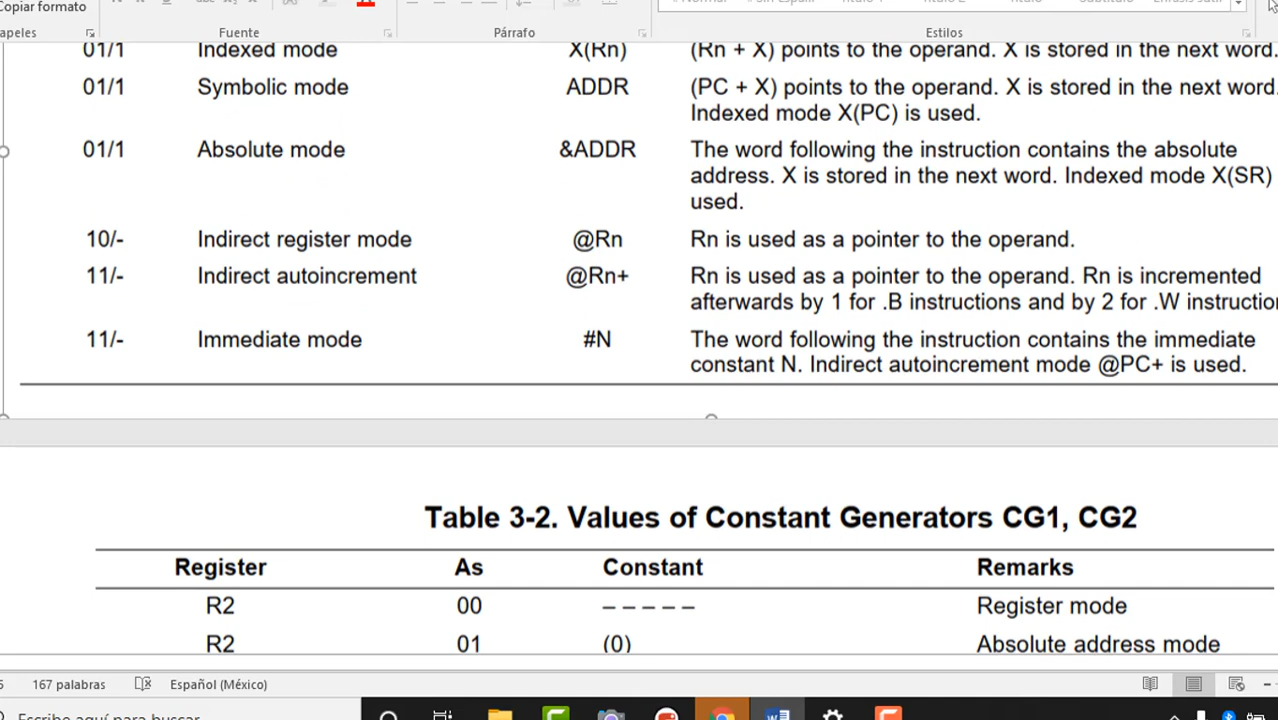 Copiar formato
apeles
Fuente
Párrafo
Estilos
01/1 Indexed mode X(Rn) (Rn + X) points to the operand. X is stored in the next word.
01/1 Symbolic mode ADDR (PC + X) points to the operand. X is stored in the next word.
Indexed mode X(PC) is used.
01/1 Absolute mode &ADDR The word following the instruction contains the absolute
address. X is stored in the next word. Indexed mode X(SR)
used.
10/- Indirect register mode @Rn Rn is used as a pointer to the operand.
11/- Indirect autoincrement @Rn+ Rn is used as a pointer to the operand. Rn is incremented
afterwards by 1 for .B instructions and by 2 for .W instructio
11/- Immediate mode #N The word following the instruction contains the immediate
constant N. Indirect autoincrement mode @PC+ is used.
Table 3-2. Values of Constant Generators CG1, CG2
Register As Constant Remarks
R2 00 – – – – – Register mode
R2 01 (0) Absolute address mode
167 palabras Español (México)
Escribe aquí para buscar